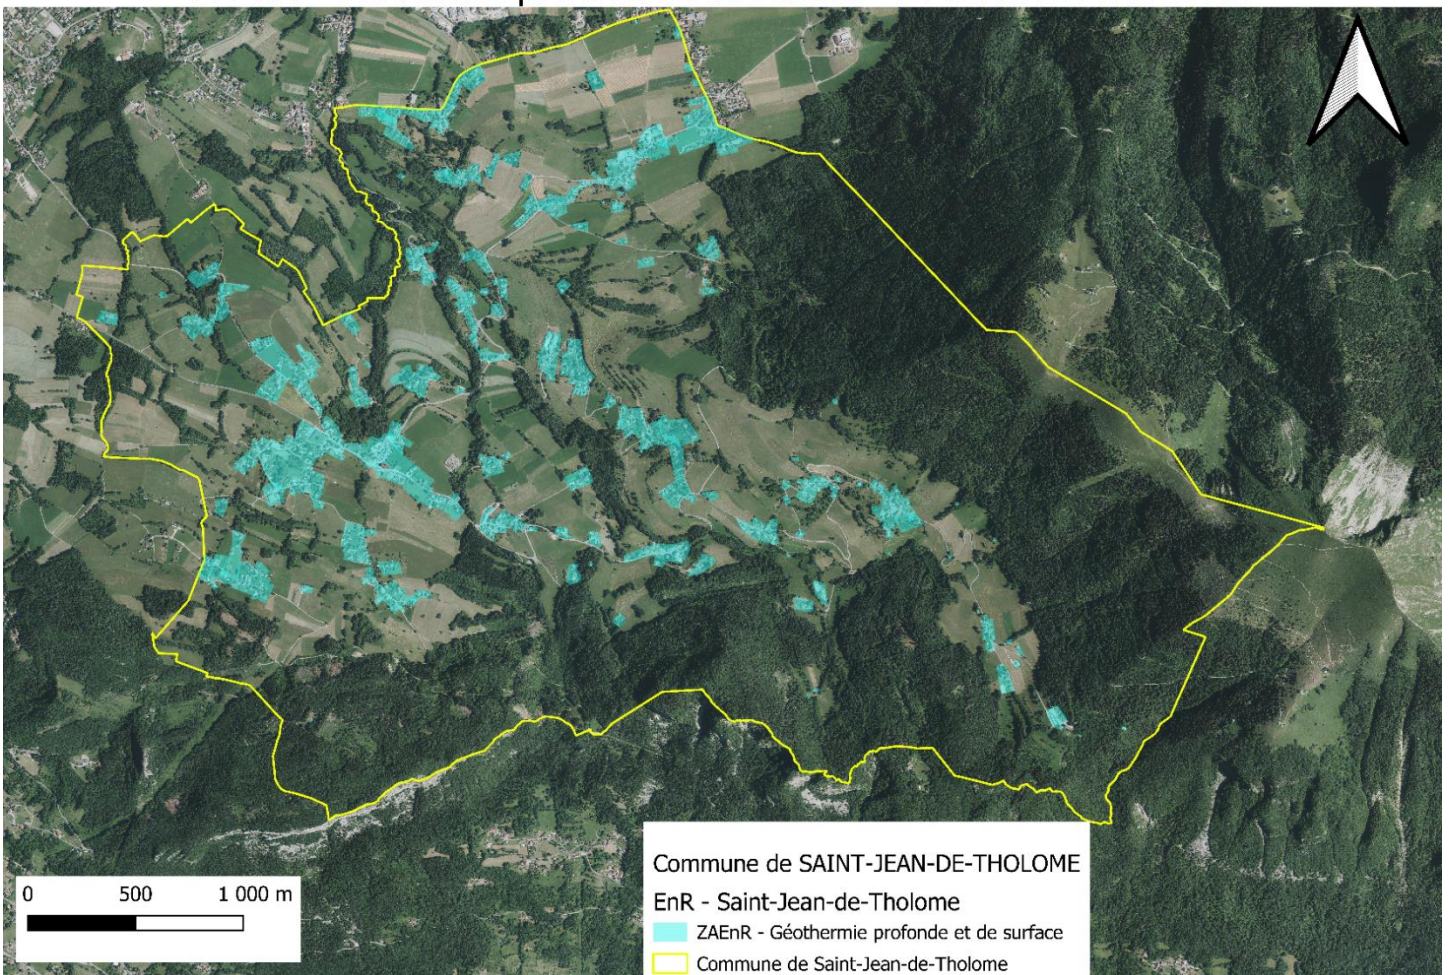 0 500 1 000 m
Commune de SAINT-JEAN-DE-THOLOME
EnR - Saint-Jean-de-Tholome
ZAEnR - Géothermie profonde et de surface
Commune de Saint-Jean-de-Tholome